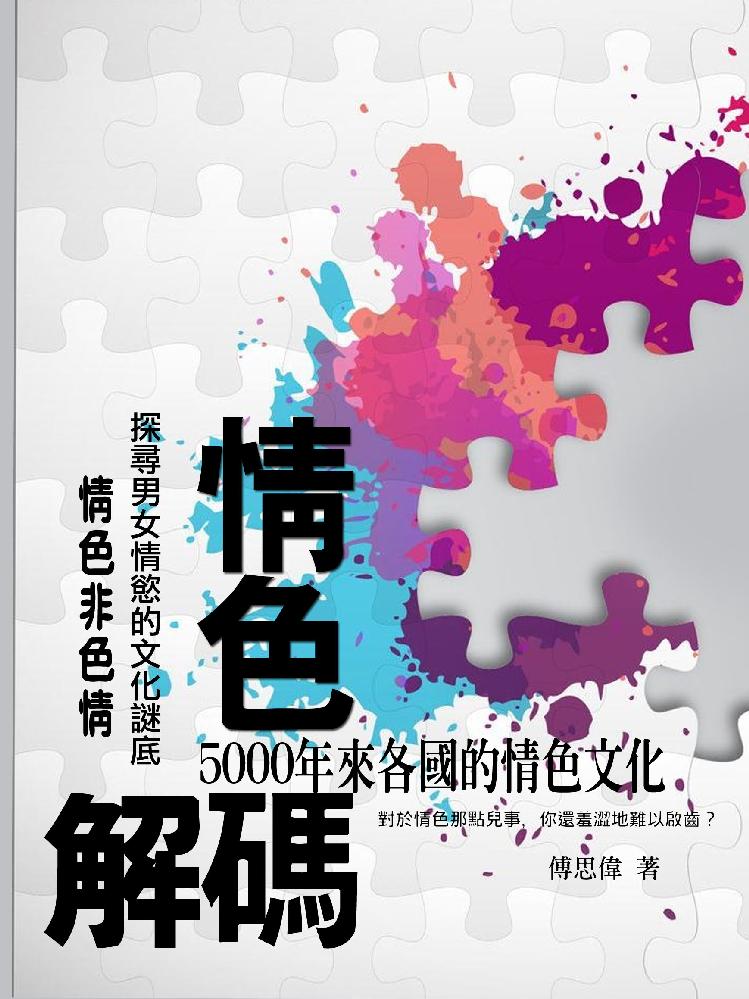 情色
解碼
5000年來各國的情色文化
探尋男女情慾的文化謎底
情色非色情
對於情色那點兒事，你還羞澀地難以啟齒？
傅思偉 著